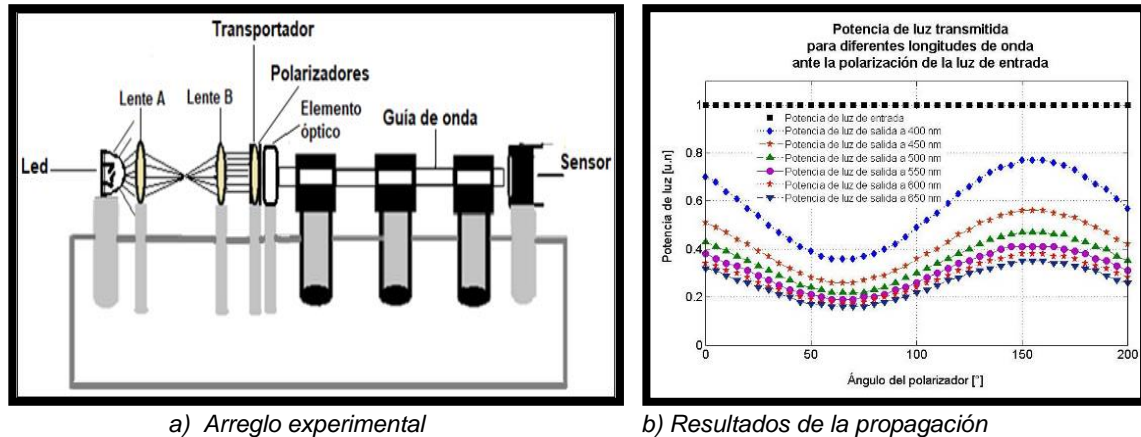 Transportador
Polarizadores
Lente A
Lente B
Elemento
óptico
Guía de onda
Led
Sensor
a) Arreglo experimental
Potencia de luz transmitida
para diferentes longitudes de onda
ante la polarización de la luz de entrada
Potencia de luz [u.n]
1
0.8
0.6
0.4
0.2
0
Potencia de luz de entrada
Potencia de luz de salida a 400 nm
Potencia de luz de salida a 450 nm
Potencia de luz de salida a 500 nm
Potencia de luz de salida a 550 nm
Potencia de luz de salida a 600 nm
Potencia de luz de salida a 650 nm
0 50 100 150 200
Ángulo del polarizador [°]
b) Resultados de la propagación